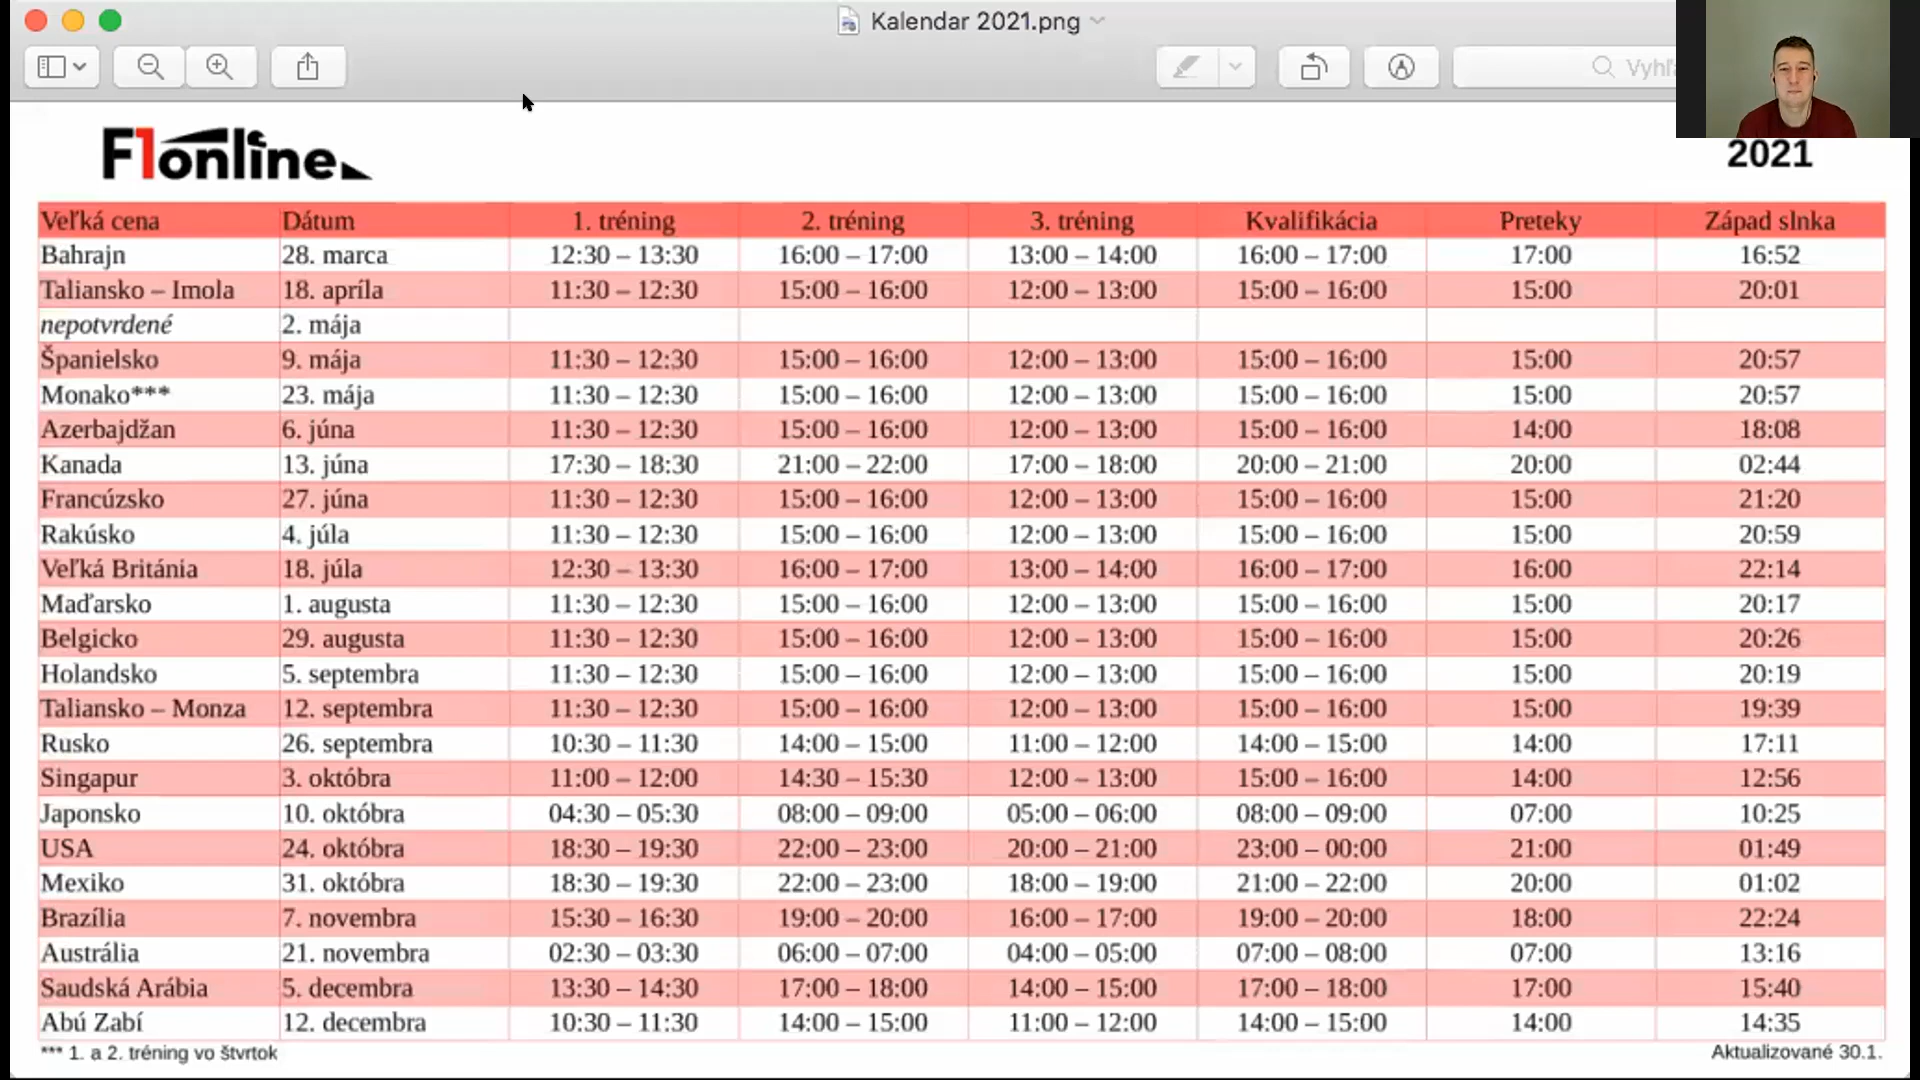 Kalendar 2021.png
F1online
2021
Veľká cena Dátum 1. tréning 2. tréning 3. tréning Kvalifikácia Preteky Západ slnka
Bahrajn 28. marca 12:30 – 13:30 16:00 – 17:00 13:00 – 14:00 16:00 – 17:00 17:00 16:52
Taliansko – Imola 18. apríla 11:30 – 12:30 15:00 – 16:00 12:00 – 13:00 15:00 – 16:00 15:00 20:01
nepotvrdené 2. mája
Španielsko 9. mája 11:30 – 12:30 15:00 – 16:00 12:00 – 13:00 15:00 – 16:00 15:00 20:57
Monako*** 23. mája 11:30 – 12:30 15:00 – 16:00 12:00 – 13:00 15:00 – 16:00 15:00 20:57
Azerbajdžan 6. júna 11:30 – 12:30 15:00 – 16:00 12:00 – 13:00 15:00 – 16:00 14:00 18:08
Kanada 13. júna 17:30 – 18:30 21:00 – 22:00 17:00 – 18:00 20:00 – 21:00 20:00 02:44
Francúzsko 27. júna 11:30 – 12:30 15:00 – 16:00 12:00 – 13:00 15:00 – 16:00 15:00 21:20
Rakúsko 4. júla 11:30 – 12:30 15:00 – 16:00 12:00 – 13:00 15:00 – 16:00 15:00 20:59
Veľká Británia 18. júla 12:30 – 13:30 16:00 – 17:00 13:00 – 14:00 16:00 – 17:00 16:00 22:14
Maďarsko 1. augusta 11:30 – 12:30 15:00 – 16:00 12:00 – 13:00 15:00 – 16:00 15:00 20:17
Belgicko 29. augusta 11:30 – 12:30 15:00 – 16:00 12:00 – 13:00 15:00 – 16:00 15:00 20:26
Holandsko 5. septembra 11:30 – 12:30 15:00 – 16:00 12:00 – 13:00 15:00 – 16:00 15:00 20:19
Taliansko – Monza 12. septembra 11:30 – 12:30 15:00 – 16:00 12:00 – 13:00 15:00 – 16:00 15:00 19:39
Rusko 26. septembra 10:30 – 11:30 14:00 – 15:00 11:00 – 12:00 14:00 – 15:00 14:00 17:11
Singapur 3. októbra 11:00 – 12:00 14:30 – 15:30 12:00 – 13:00 15:00 – 16:00 14:00 12:56
Japonsko 10. októbra 04:30 – 05:30 08:00 – 09:00 05:00 – 06:00 08:00 – 09:00 07:00 10:25
USA 24. októbra 18:30 – 19:30 22:00 – 23:00 20:00 – 21:00 23:00 – 00:00 21:00 01:49
Mexiko 31. októbra 18:30 – 19:30 22:00 – 23:00 18:00 – 19:00 21:00 – 22:00 20:00 01:02
Brazília 7. novembra 15:30 – 16:30 19:00 – 20:00 16:00 – 17:00 19:00 – 20:00 18:00 22:24
Austrália 21. novembra 02:30 – 03:30 06:00 – 07:00 04:00 – 05:00 07:00 – 08:00 07:00 13:16
Saudská Arábia 5. decembra 13:30 – 14:30 17:00 – 18:00 14:00 – 15:00 17:00 – 18:00 17:00 15:40
Abú Zabí 12. decembra 10:30 – 11:30 14:00 – 15:00 11:00 – 12:00 14:00 – 15:00 14:00 14:35
*** 1. a 2. tréning vo štvrtok Aktualizované 30.1.